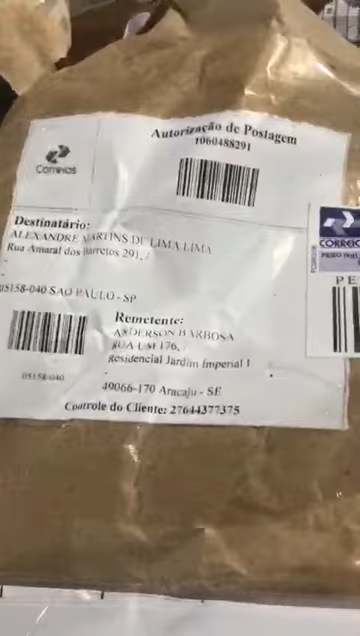 Autorização de Postagem
1060488291
Correios
Destinatário:
ALEXANDRE MARTINS DE LIMA LIMA
Rua Amaral dos Barretos 291, /
05158-040 SAO PAULO - SP
Remetente:
ANDERSON BARBOSA
RUA UM 176, /
Residencial Jardim Imperial I
05158-040
49066-170 Aracaju - SE
Controle do Cliente: 27644377375
CORREIO
PE